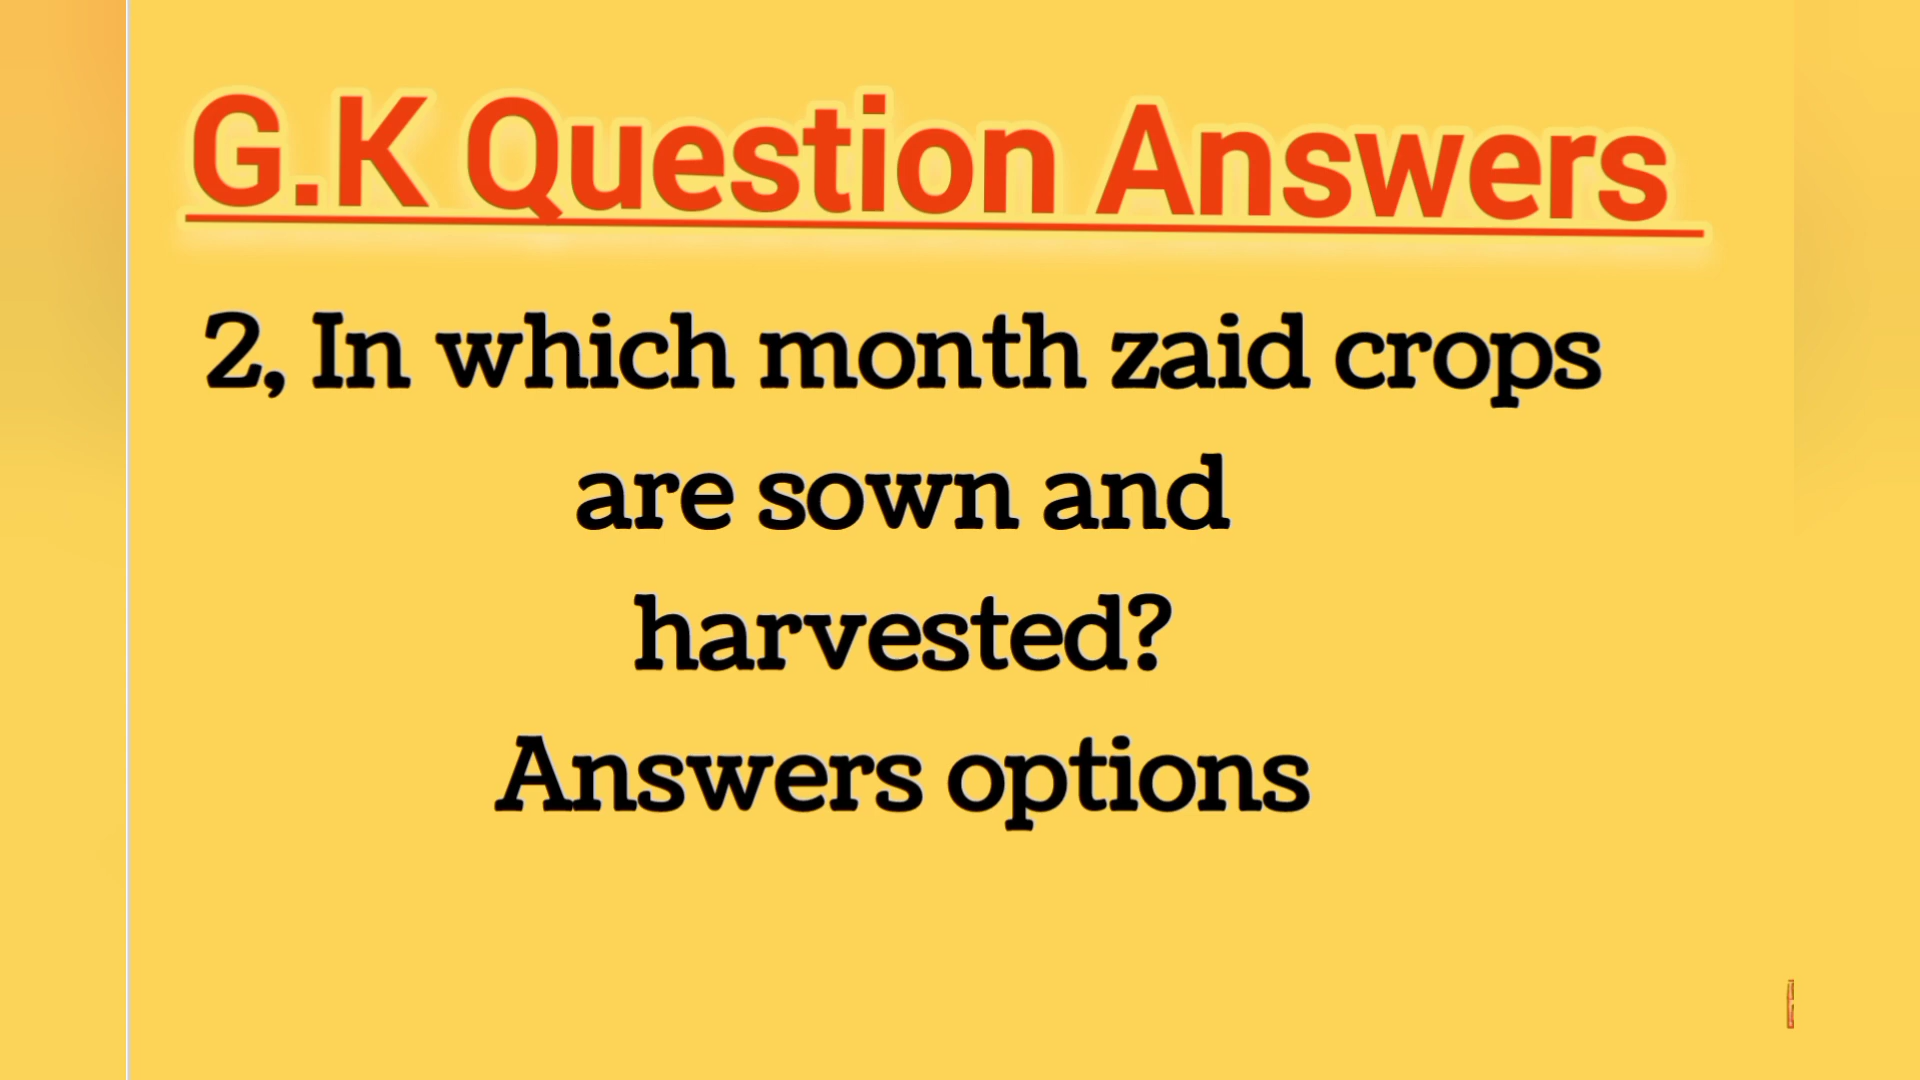 G.K Question Answers
2, In which month zaid crops
are sown and
harvested?
Answers options